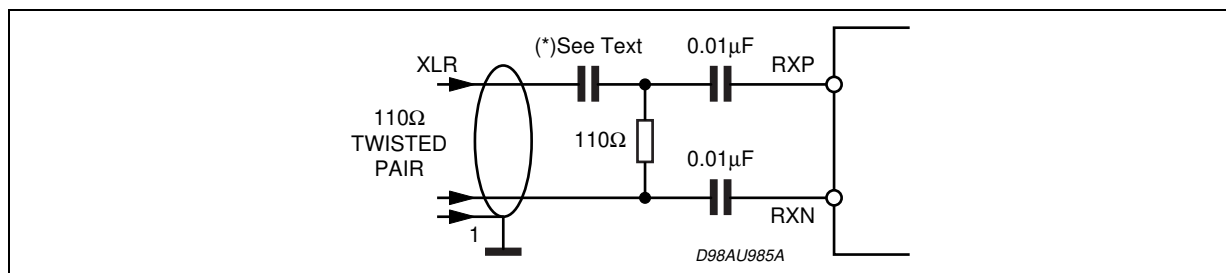 (*)See Text
0.01µF
XLR
RXP
110Ω
TWISTED
PAIR
110Ω
0.01µF
RXN
1
D98AU985A